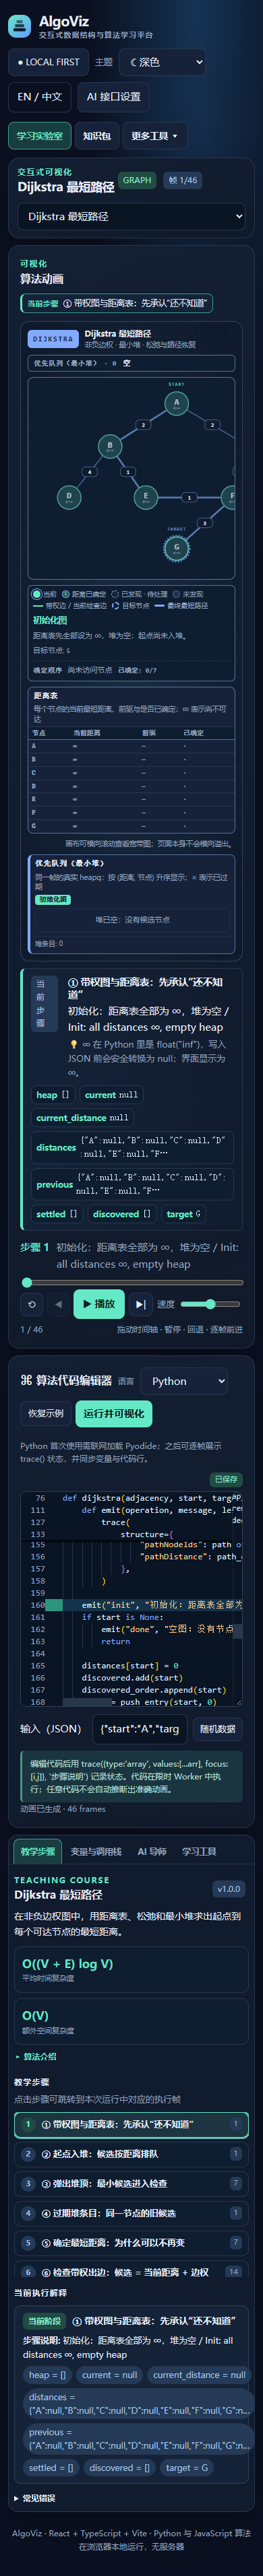 AlgoViz
交互式数据结构与算法学习平台
● LOCAL FIRST
主题
☾ 深色
EN / 中文
AI 接口设置
学习实验室
知识包
更多工具 ▾
交互式可视化
Dijkstra 最短路径
GRAPH
帧 1/46
Dijkstra 最短路径
可视化
算法动画
当前步骤 ① 带权图与距离表：先承认“还不知道”
DIJKSTRA
Dijkstra 最短路径
非负边权 · 最小堆 · 松弛与路径恢复
优先队列（最小堆） · 0 空
START
A
2
2
B
4
1
D
E
1
F
3
TARGET
G
当前
距离已确定
已发现 · 待处理
未发现
带权边 / 当前检查边
目标节点
最终最短路径
初始化图
距离表先全部设为 ∞，堆为空；起点尚未入堆。
目标节点: G
确定顺序 尚未访问节点 已确定: 0/7
距离表
每个节点的当前最短距离、前驱与是否已确定；∞ 表示尚不可达
节点 当前距离 前驱 已确定
A ∞ — ·
B ∞ — ·
C ∞ — ·
D ∞ — ·
E ∞ — ·
F ∞ — ·
G ∞ — ·
画布可横向滚动查看宽带图；页面本身不会横向溢出。
优先队列（最小堆）
同一帧的真实 heapq：按 (距离, 节点) 升序显示；× 表示已过期
初始化图
堆已空：没有候选节点
堆条目: 0
当前步骤
① 带权图与距离表：先承认“还不知道”
初始化：距离表全部为 ∞，堆为空 / Init: all distances ∞, empty heap
💡 ∞ 在 Python 里是 float("inf")，写入 JSON 前会安全转换为 null；界面显示为 ∞。
heap []
current null
current_distance null
distances {"A":null,"B":null,"C":null,"D":null,"E":null,"F…
previous {"A":null,"B":null,"C":null,"D":null,"E":null,"F…
settled []
discovered []
target G
步骤 1 初始化：距离表全部为 ∞，堆为空 / Init: all distances ∞, empty heap
▶ 播放
速度
1 / 46
拖动时间轴 · 暂停 · 回退 · 逐帧前进
⌘ 算法代码编辑器
语言
Python
恢复示例
运行并可视化
Python 首次使用需联网加载 Pyodide；之后可逐帧展示 trace() 状态，并同步变量与代码行。
已保存
76 def dijkstra(adjacency, start, targ
111 def emit(operation, message, le
127 trace(
133 structure={
155 "pathNodeIds": path o
156 "pathDistance": path_
157 },
158 )
159
160 emit("init", "初始化：距离表全部为
161 if start is None:
162 emit("done", "空图：没有节点
163 return
164
165 distances[start] = 0
166 discovered.add(start)
167 discovered_order.append(start)
168 = push_entry(start, 0)
输入（JSON）
{"start":"A","targ
随机数据
编辑代码后用 trace({type:'array', values:[...arr], focus:[i,j]}, '步骤说明') 记录状态。代码在限时 Worker 中执行；任意代码不会自动推断出准确动画。
动画已生成 · 46 frames
教学步骤
变量与调用栈
AI 导师
学习工具
TEACHING COURSE
Dijkstra 最短路径
v1.0.0
在非负边权图中，用距离表、松弛和最小堆求出起点到每个可达节点的最短距离。
O((V + E) log V)
平均时间复杂度
O(V)
额外空间复杂度
▸ 算法介绍
教学步骤
点击步骤可跳转到本次运行中对应的执行帧
1 ① 带权图与距离表：先承认“还不知道” 1
2 ② 起点入堆：候选按距离排队 1
3 ③ 弹出堆顶：最小候选进入检查 7
4 ④ 过期堆条目：同一节点的旧候选 1
5 ⑤ 确定最短距离：为什么可以不再变 7
6 ⑥ 检查带权出边：候选 = 当前距离 + 边权 14
当前执行解释
当前阶段 ① 带权图与距离表：先承认“还不知道”
步骤说明: 初始化：距离表全部为 ∞，堆为空 / Init: all distances ∞, empty heap
heap = []
current = null
current_distance = null
distances = {"A":null,"B":null,"C":null,"D":null,"E":null,"F":null,"G":n...
previous = {"A":null,"B":null,"C":null,"D":null,"E":null,"F":null,"G":n...
settled = []
discovered = []
target = G
▸ 常见错误
AlgoViz · React + TypeScript + Vite · Python 与 JavaScript 算法在浏览器本地运行，无服务器